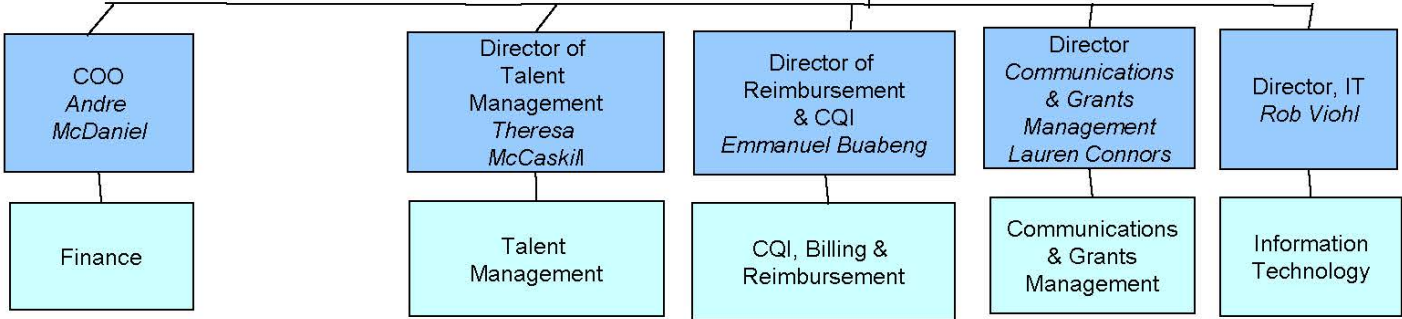 COO
Andre
McDaniel
Director of
Talent
Management
Theresa
McCaskill
Director of
Reimbursement
& CQI
Emmanuel Buabeng
Director
Communications
& Grants
Management
Lauren Connors
Director, IT
Rob Viohl
Finance
Talent
Management
CQI, Billing &
Reimbursement
Communications
& Grants
Management
Information
Technology